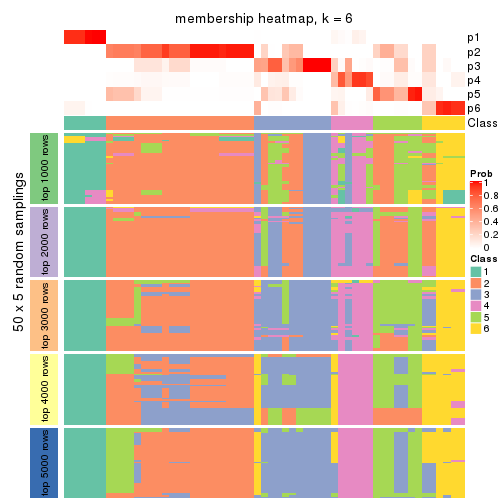 membership heatmap, k = 6
p1
p2
p3
p4
p5
p6
Class
50 x 5 random samplings
top 1000 rows
top 2000 rows
top 3000 rows
top 4000 rows
top 5000 rows
Prob
1
0.8
0.6
0.4
0.2
0
Class
1
2
3
4
5
6